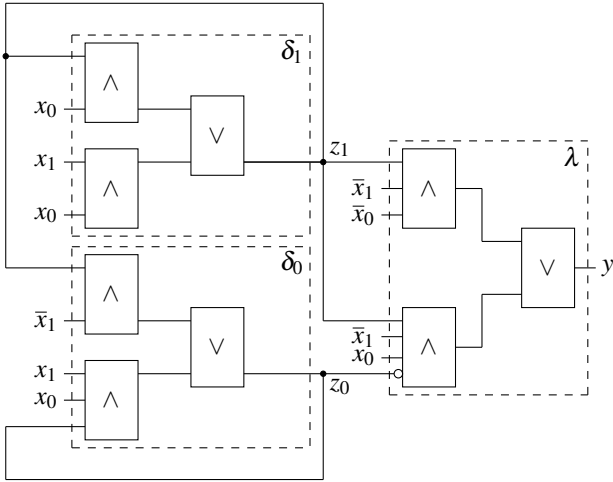 δ₁
∧
x₀
∨
x₁
∧
x₀
z₁
λ
x̄₁
∧
x̄₀
∨
y
δ₀
∧
x̄₁
∨
x̄₁
x₀
∧
x₁
x₀
∧
z₀